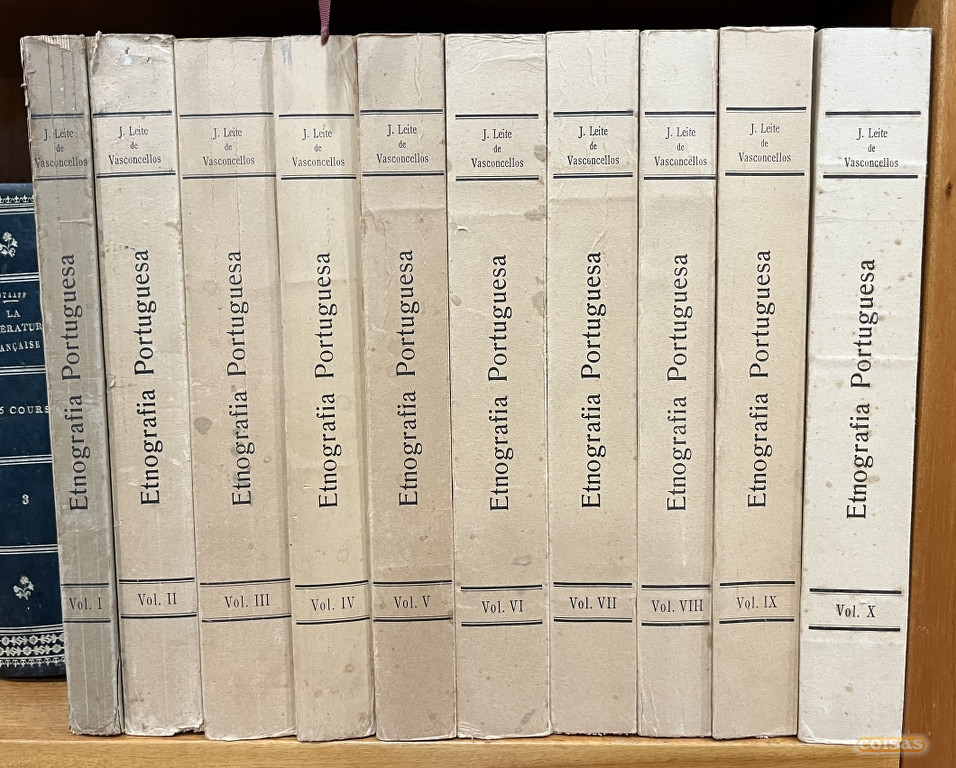 LA
3
J. Leite
de
Vasconcellos
Etnografia Portuguesa
Vol. I
J. Leite
de
Vasconcellos
Etnografia Portuguesa
Vol. II
J. Leite
de
Vasconcellos
Etnografia Portuguesa
Vol. III
J. Leite
de
Vasconcellos
Etnografia Portuguesa
Vol. IV
J. Leite
de
Vasconcellos
Etnografia Portuguesa
Vol. V
J. Leite
de
Vasconcellos
Etnografia Portuguesa
Vol. VI
J. Leite
de
Vasconcellos
Etnografia Portuguesa
Vol. VII
J. Leite
de
Vasconcellos
Etnografia Portuguesa
Vol. VIII
J. Leite
de
Vasconcellos
Etnografia Portuguesa
Vol. IX
J. Leite
de
Vasconcellos
Etnografia Portuguesa
Vol. X
coisas